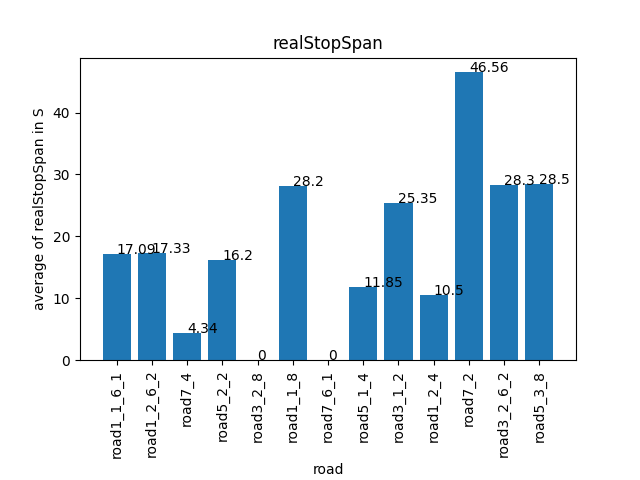 realStopSpan
average of realStopSpan in S
40
30
20
10
0
17.09
17.33
4.34
16.2
0
28.2
0
11.85
25.35
10.5
46.56
28.3
28.5
road1_1_6_1
road1_2_6_2
road7_4
road5_2_2
road3_2_8
road1_1_8
road7_6_1
road5_1_4
road3_1_2
road1_2_4
road7_2
road3_2_6_2
road5_3_8
road